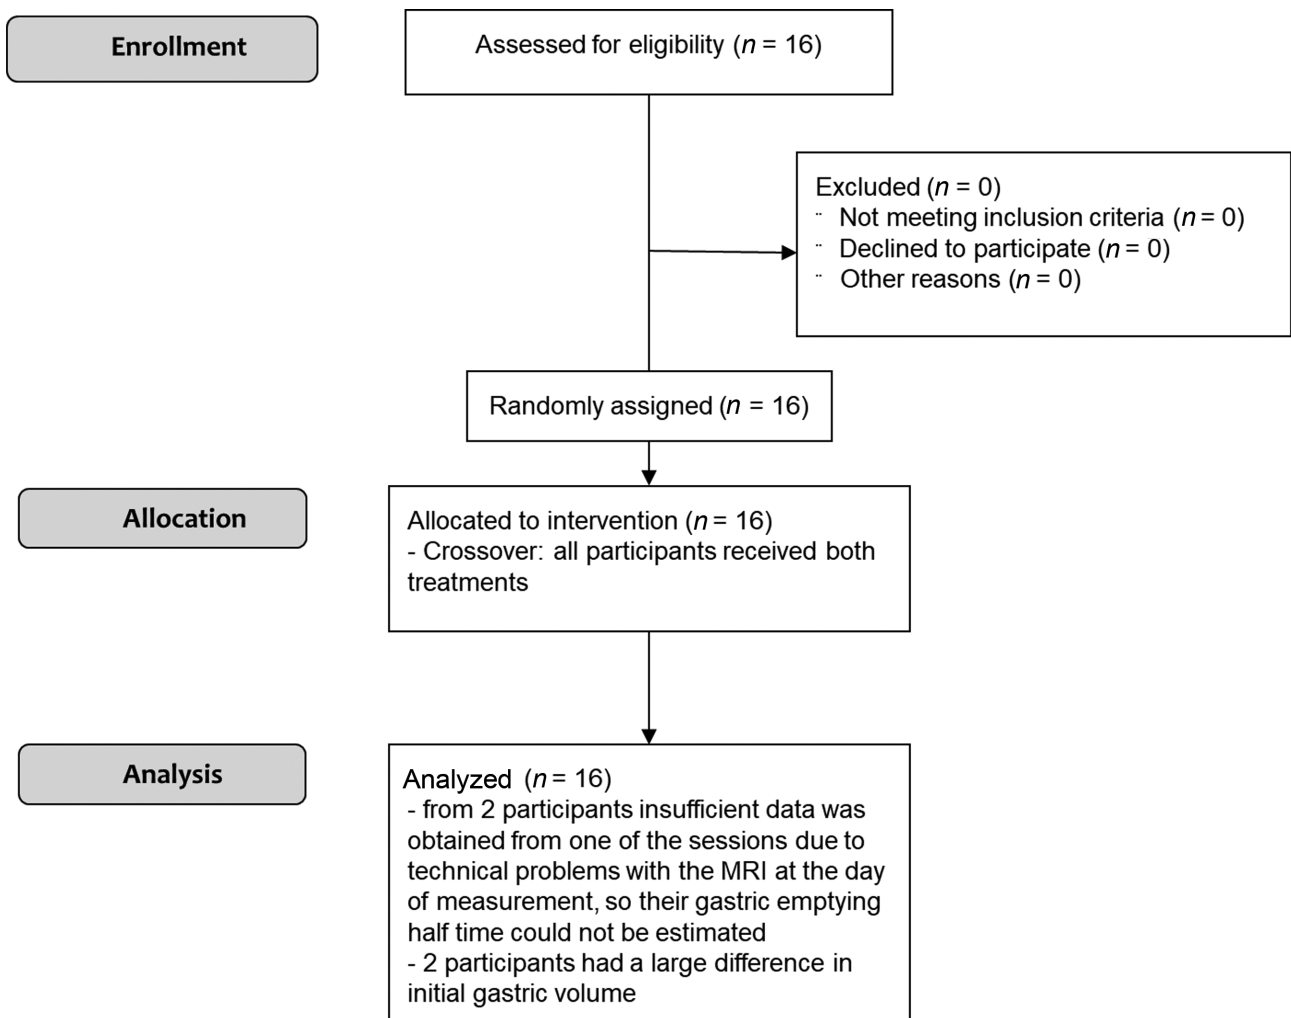 Enrollment
Assessed for eligibility (n = 16)
Excluded (n = 0)
¨ Not meeting inclusion criteria (n = 0)
¨ Declined to participate (n = 0)
¨ Other reasons (n = 0)
Randomly assigned (n = 16)
Allocation
Allocated to intervention (n = 16)
- Crossover: all participants received both
treatments
Analysis
Analyzed (n = 16)
- from 2 participants insufficient data was
obtained from one of the sessions due to
technical problems with the MRI at the day
of measurement, so their gastric emptying
half time could not be estimated
- 2 participants had a large difference in
initial gastric volume